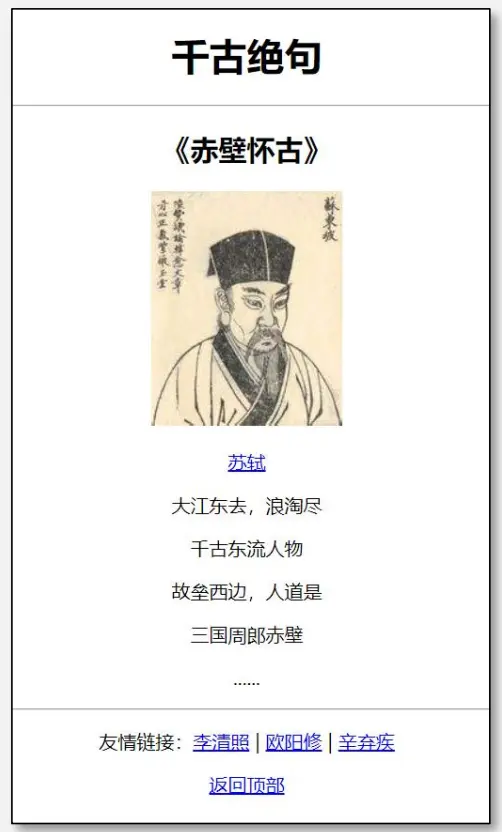 千古绝句
《赤壁怀古》
蘇東坡
苏轼
大江东去，浪淘尽
千古东流人物
故垒西边，人道是
三国周郎赤壁
……
友情链接：李清照 | 欧阳修 | 辛弃疾
返回顶部